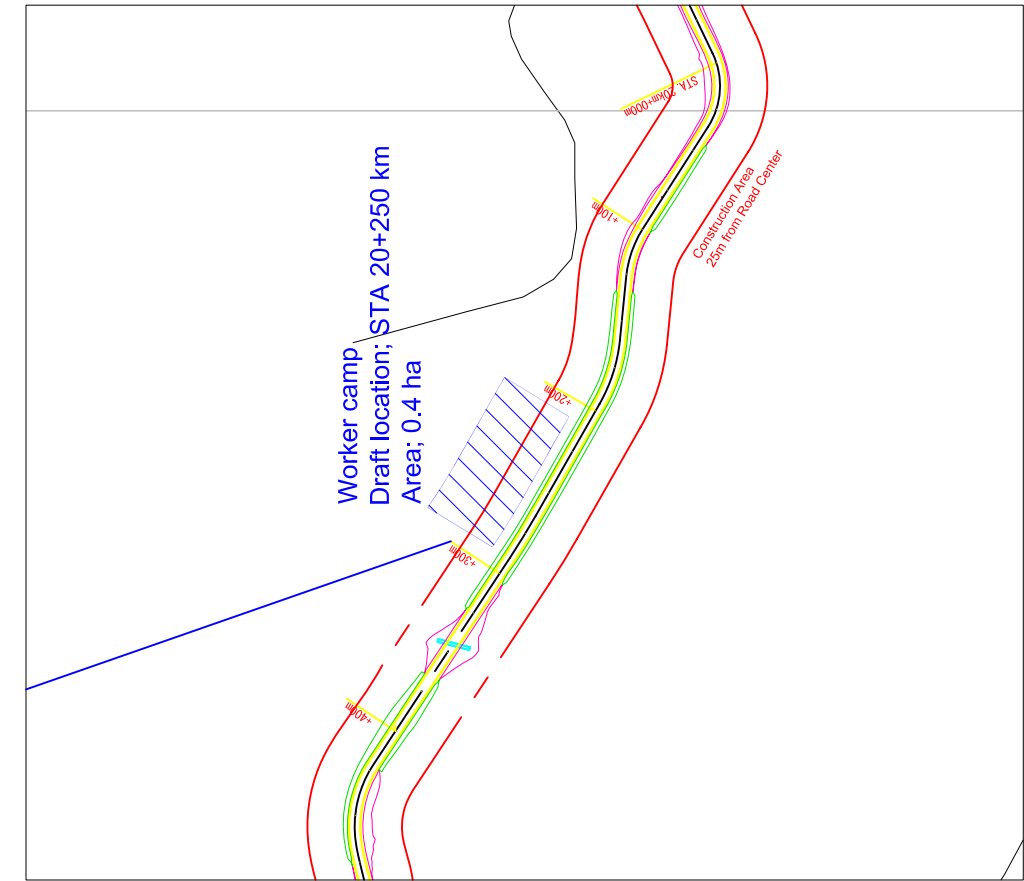 STA. 20km+000m
+100m
Construction Area
25m from Road Center
Worker camp
Draft location; STA 20+250 km
Area; 0.4 ha
+200m
+300m
+400m